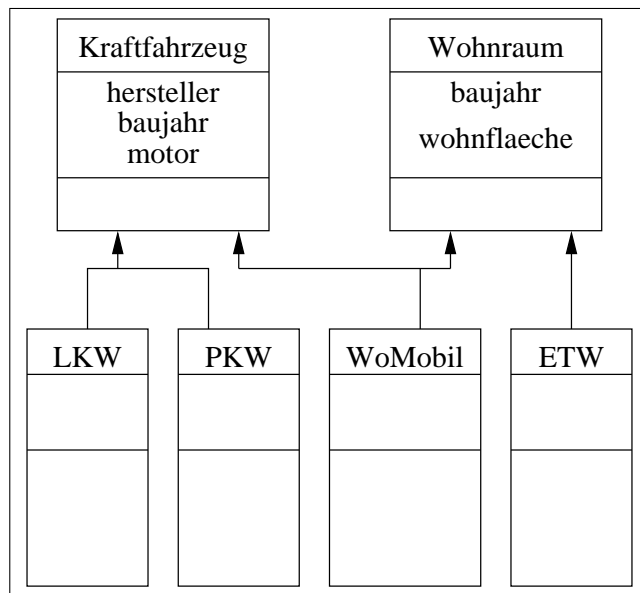 Kraftfahrzeug
hersteller
baujahr
motor
Wohnraum
baujahr
wohnflaeche
LKW
PKW
WoMobil
ETW